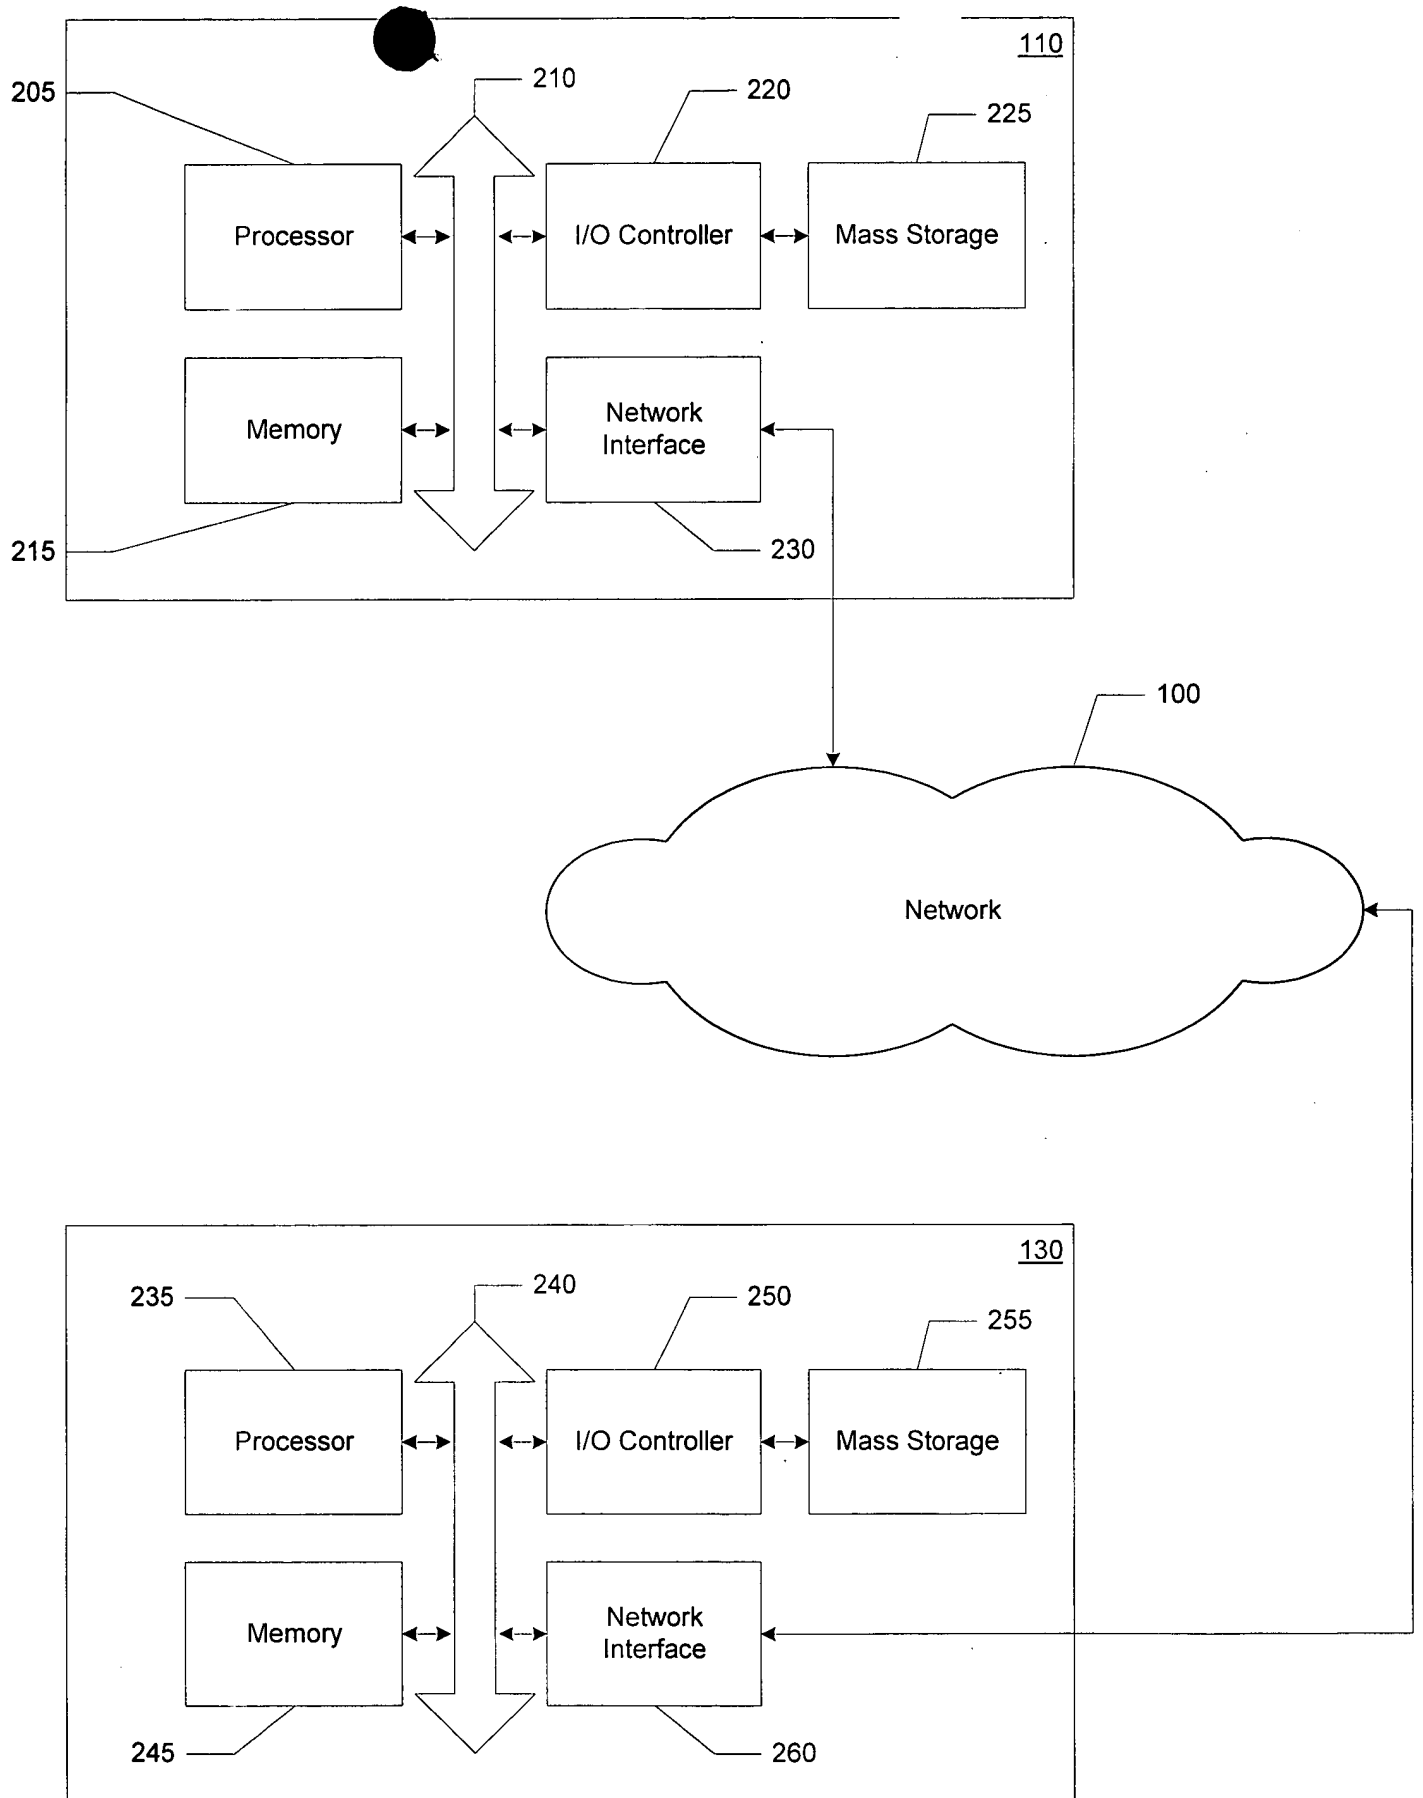 110
205
210
220
225
Processor
I/O Controller
Mass Storage
Memory
Network
Interface
215
230
100
Network
130
235
240
250
255
Processor
I/O Controller
Mass Storage
Memory
Network
Interface
245
260